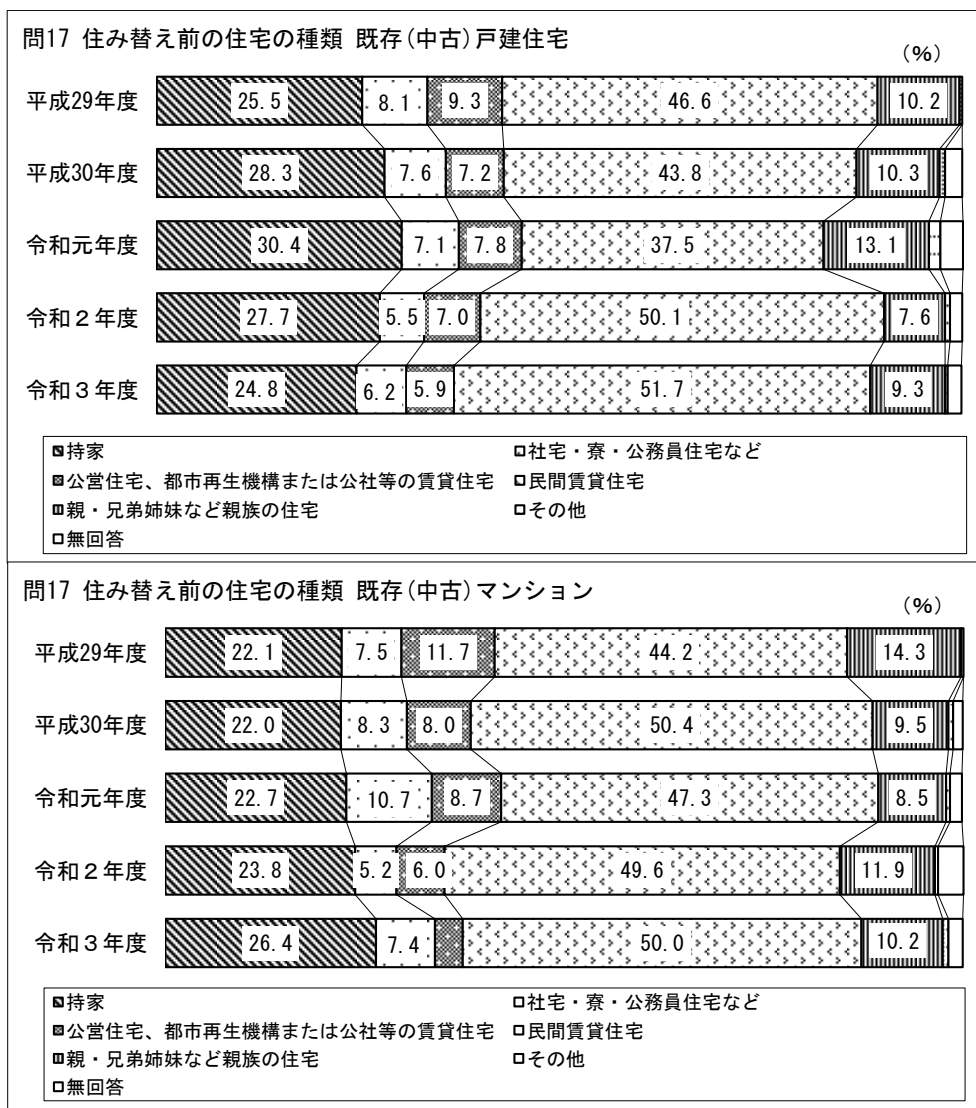 問17 住み替え前の住宅の種類 既存(中古)戸建住宅
(%)
平成29年度 25.5 8.1 9.3 46.6 10.2
平成30年度 28.3 7.6 7.2 43.8 10.3
令和元年度 30.4 7.1 7.8 37.5 13.1
令和2年度 27.7 5.5 7.0 50.1 7.6
令和3年度 24.8 6.2 5.9 51.7 9.3
持家 社宅・寮・公務員住宅など
公営住宅、都市再生機構または公社等の賃貸住宅 民間賃貸住宅
親・兄弟姉妹など親族の住宅 その他
無回答
問17 住み替え前の住宅の種類 既存(中古)マンション
(%)
平成29年度 22.1 7.5 11.7 44.2 14.3
平成30年度 22.0 8.3 8.0 50.4 9.5
令和元年度 22.7 10.7 8.7 47.3 8.5
令和2年度 23.8 5.2 6.0 49.6 11.9
令和3年度 26.4 7.4 50.0 10.2
持家 社宅・寮・公務員住宅など
公営住宅、都市再生機構または公社等の賃貸住宅 民間賃貸住宅
親・兄弟姉妹など親族の住宅 その他
無回答